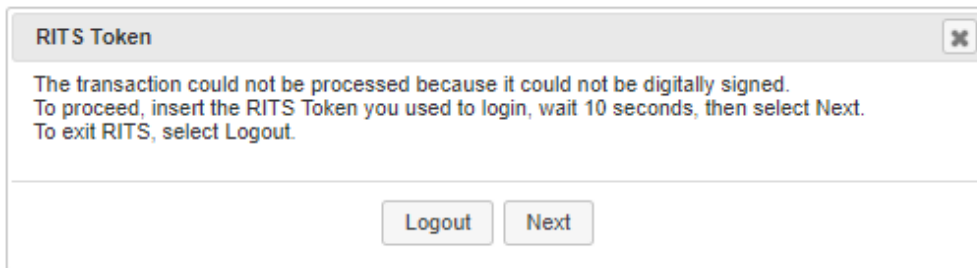 RITS Token
The transaction could not be processed because it could not be digitally signed.
To proceed, insert the RITS Token you used to login, wait 10 seconds, then select Next.
To exit RITS, select Logout.
Logout Next